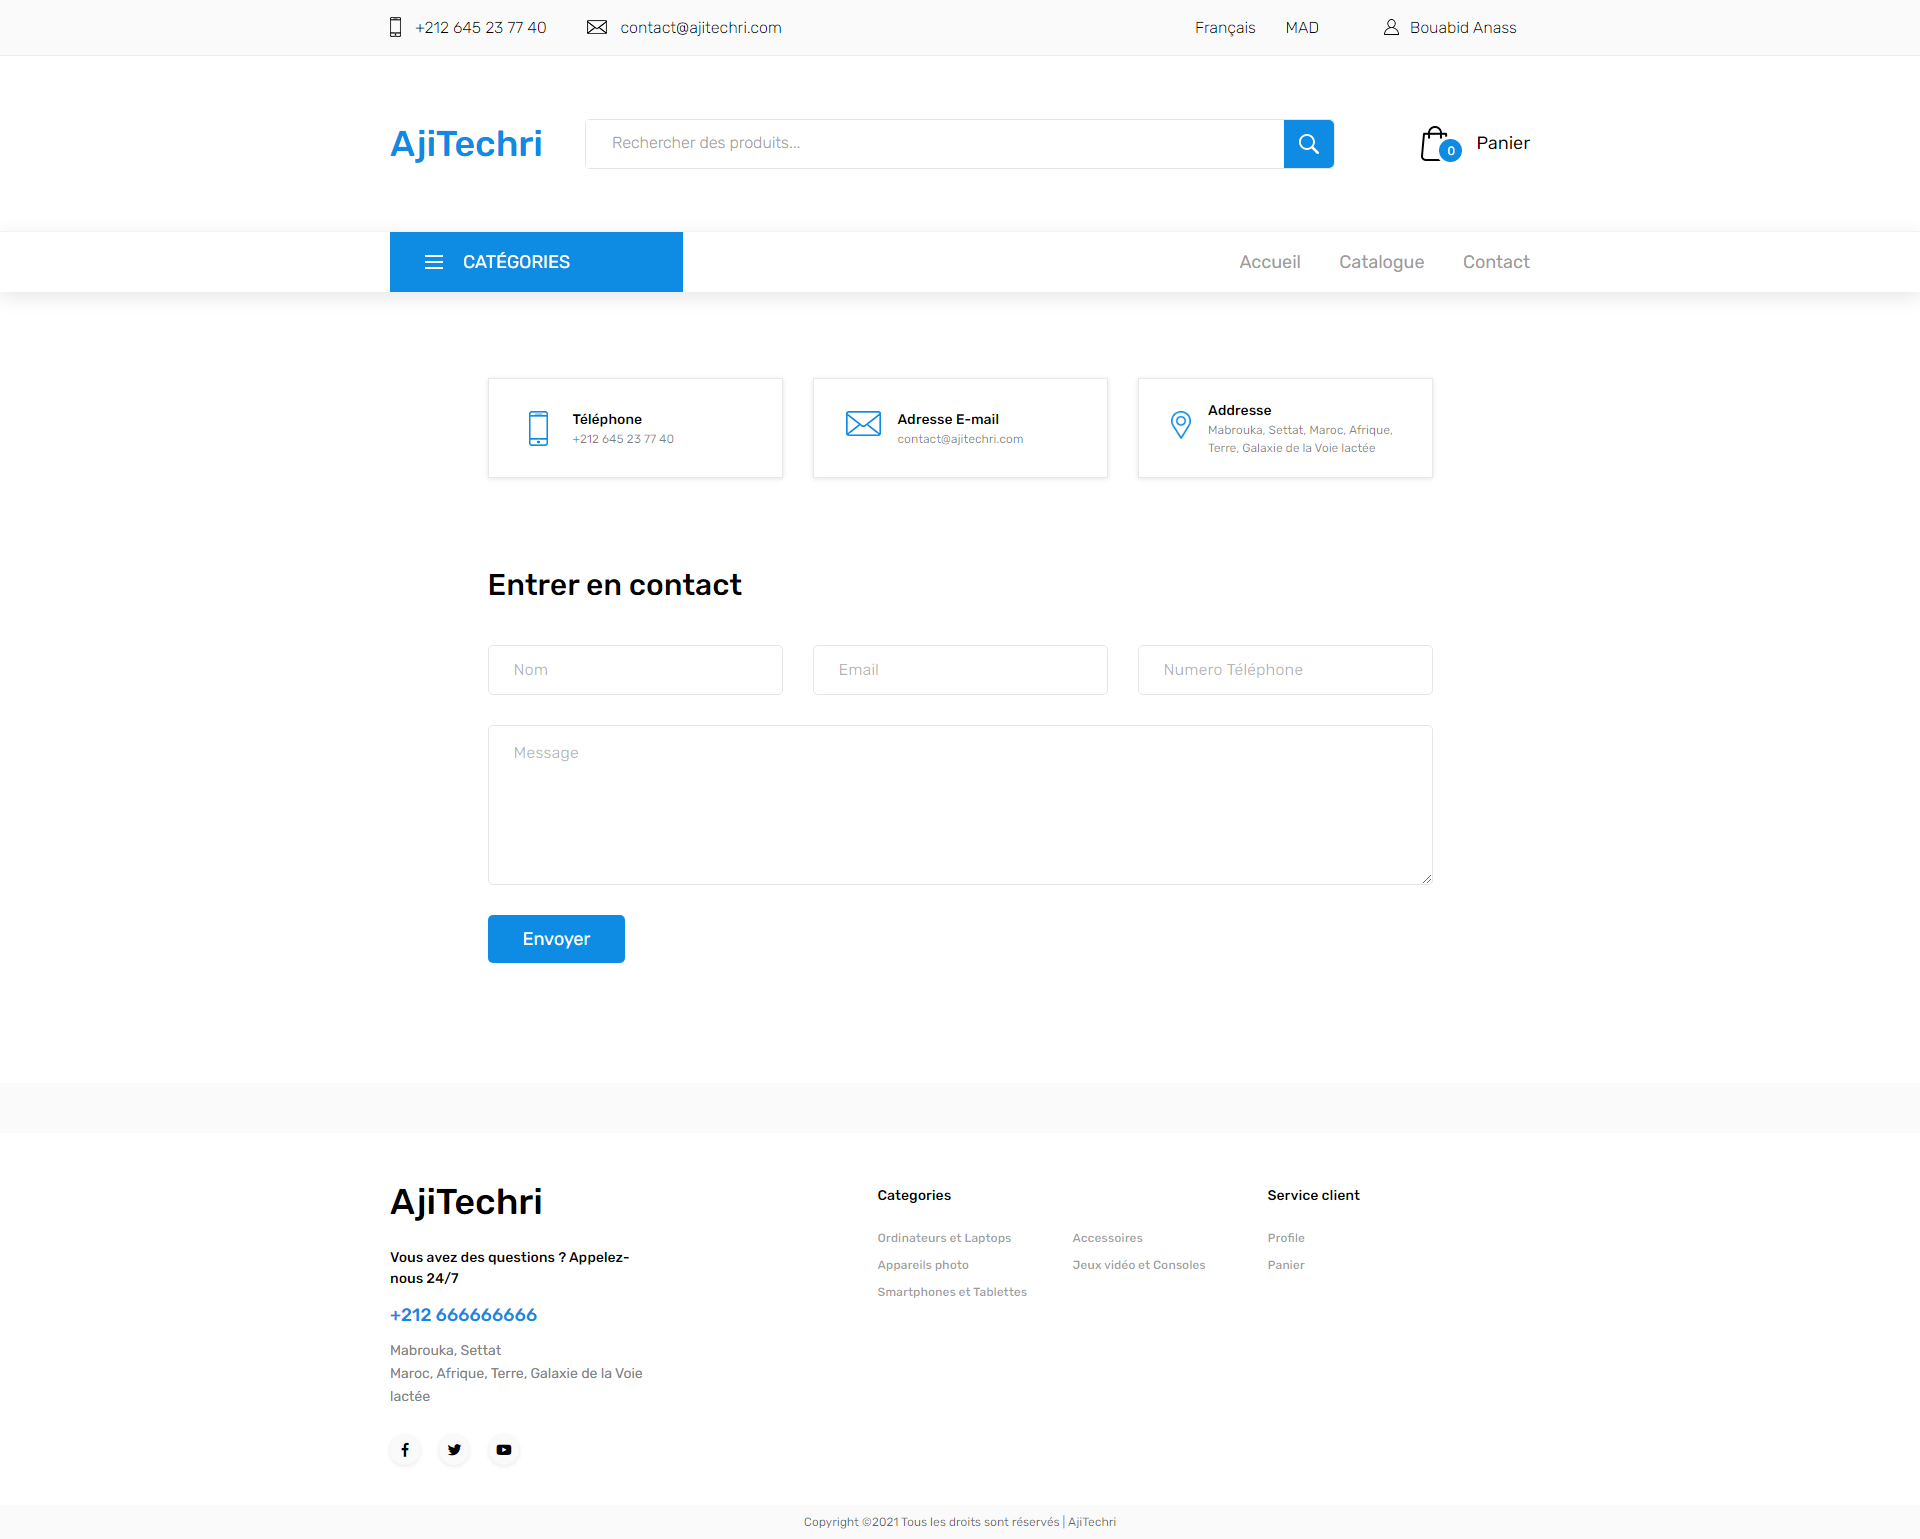 +212 645 23 77 40
contact@ajitechri.com
Français
MAD
Bouabid Anass
AjiTechri
Rechercher des produits...
0
Panier
CATÉGORIES
Accueil
Catalogue
Contact
Téléphone
+212 645 23 77 40
Adresse E-mail
contact@ajitechri.com
Addresse
Mabrouka, Settat, Maroc, Afrique,
Terre, Galaxie de la Voie lactée
Entrer en contact
Nom
Email
Numero Téléphone
Message
Envoyer
AjiTechri
Vous avez des questions ? Appelez-
nous 24/7
+212 666666666
Mabrouka, Settat
Maroc, Afrique, Terre, Galaxie de la Voie
lactée
Categories
Ordinateurs et Laptops
Appareils photo
Smartphones et Tablettes
Accessoires
Jeux vidéo et Consoles
Service client
Profile
Panier
Copyright ©2021 Tous les droits sont réservés | AjiTechri